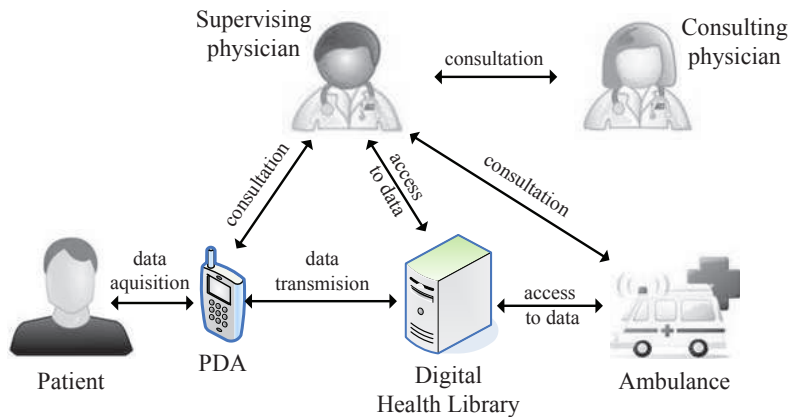 Supervising
physician
Consulting
physician
consultation
consultation
access
to data
consultation
data
aquisition
data
transmision
access
to data
Patient
PDA
Digital
Health Library
Ambulance